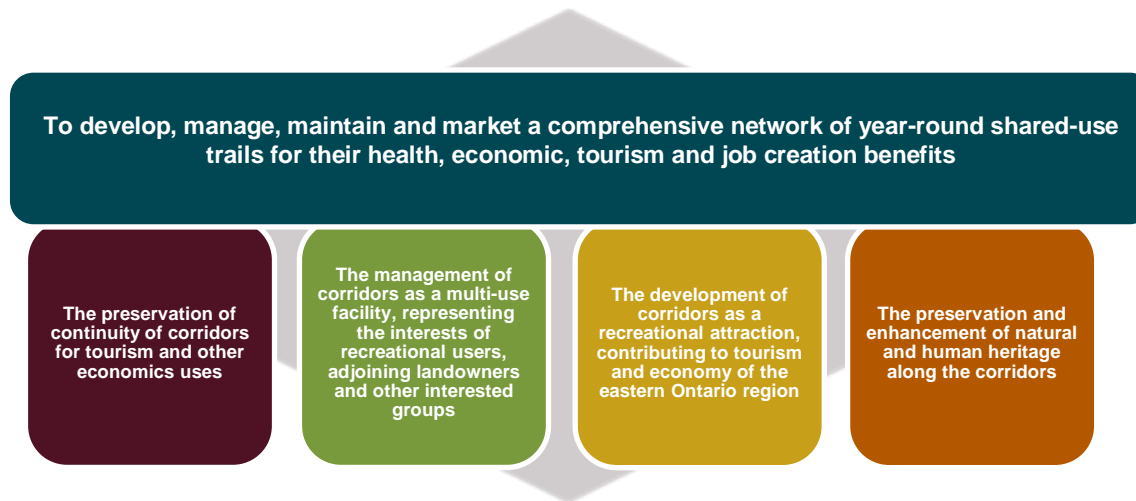 To develop, manage, maintain and market a comprehensive network of year-round shared-use
trails for their health, economic, tourism and job creation benefits
The preservation of
continuity of corridors
for tourism and other
economics uses
The management of
corridors as a multi-use
facility, representing
the interests of
recreational users,
adjoining landowners
and other interested
groups
The development of
corridors as a
recreational attraction,
contributing to tourism
and economy of the
eastern Ontario region
The preservation and
enhancement of natural
and human heritage
along the corridors